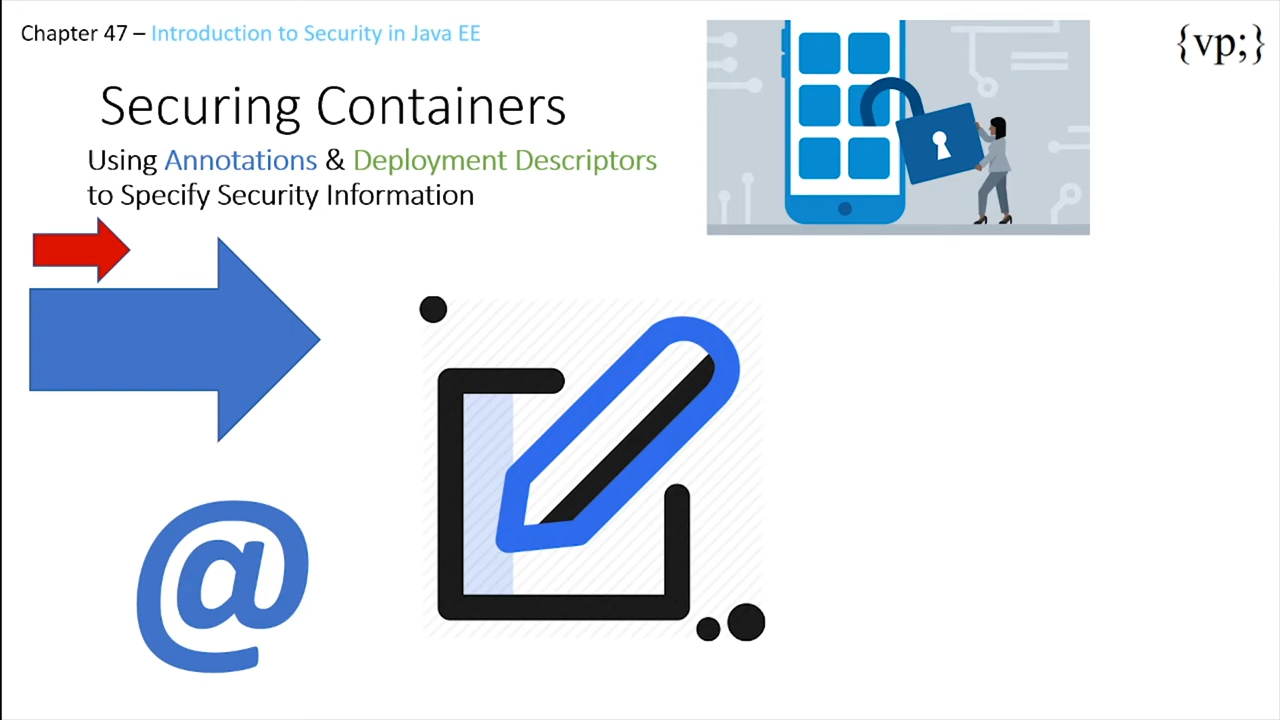 Chapter 47 – Introduction to Security in Java EE
{vp;}
Securing Containers
Using Annotations & Deployment Descriptors
to Specify Security Information
@